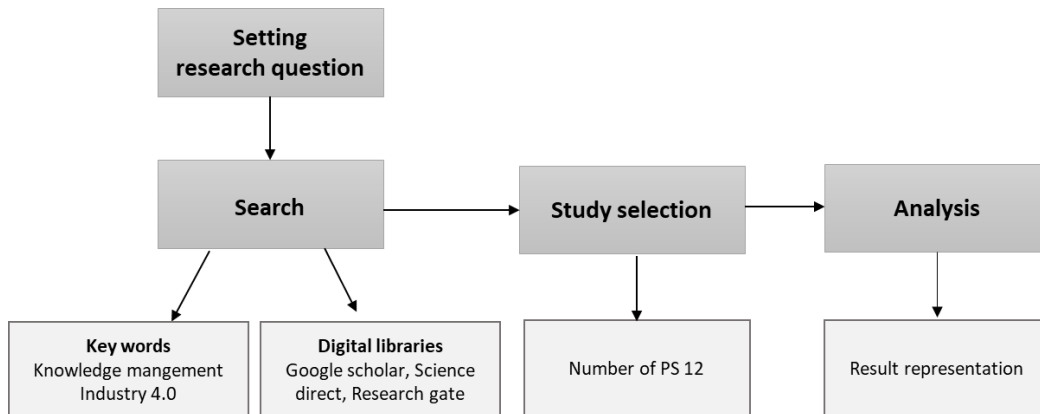 Setting
research question
Search
Study selection
Analysis
Key words
Knowledge mangement
Industry 4.0
Digital libraries
Google scholar, Science
direct, Research gate
Number of PS 12
Result representation